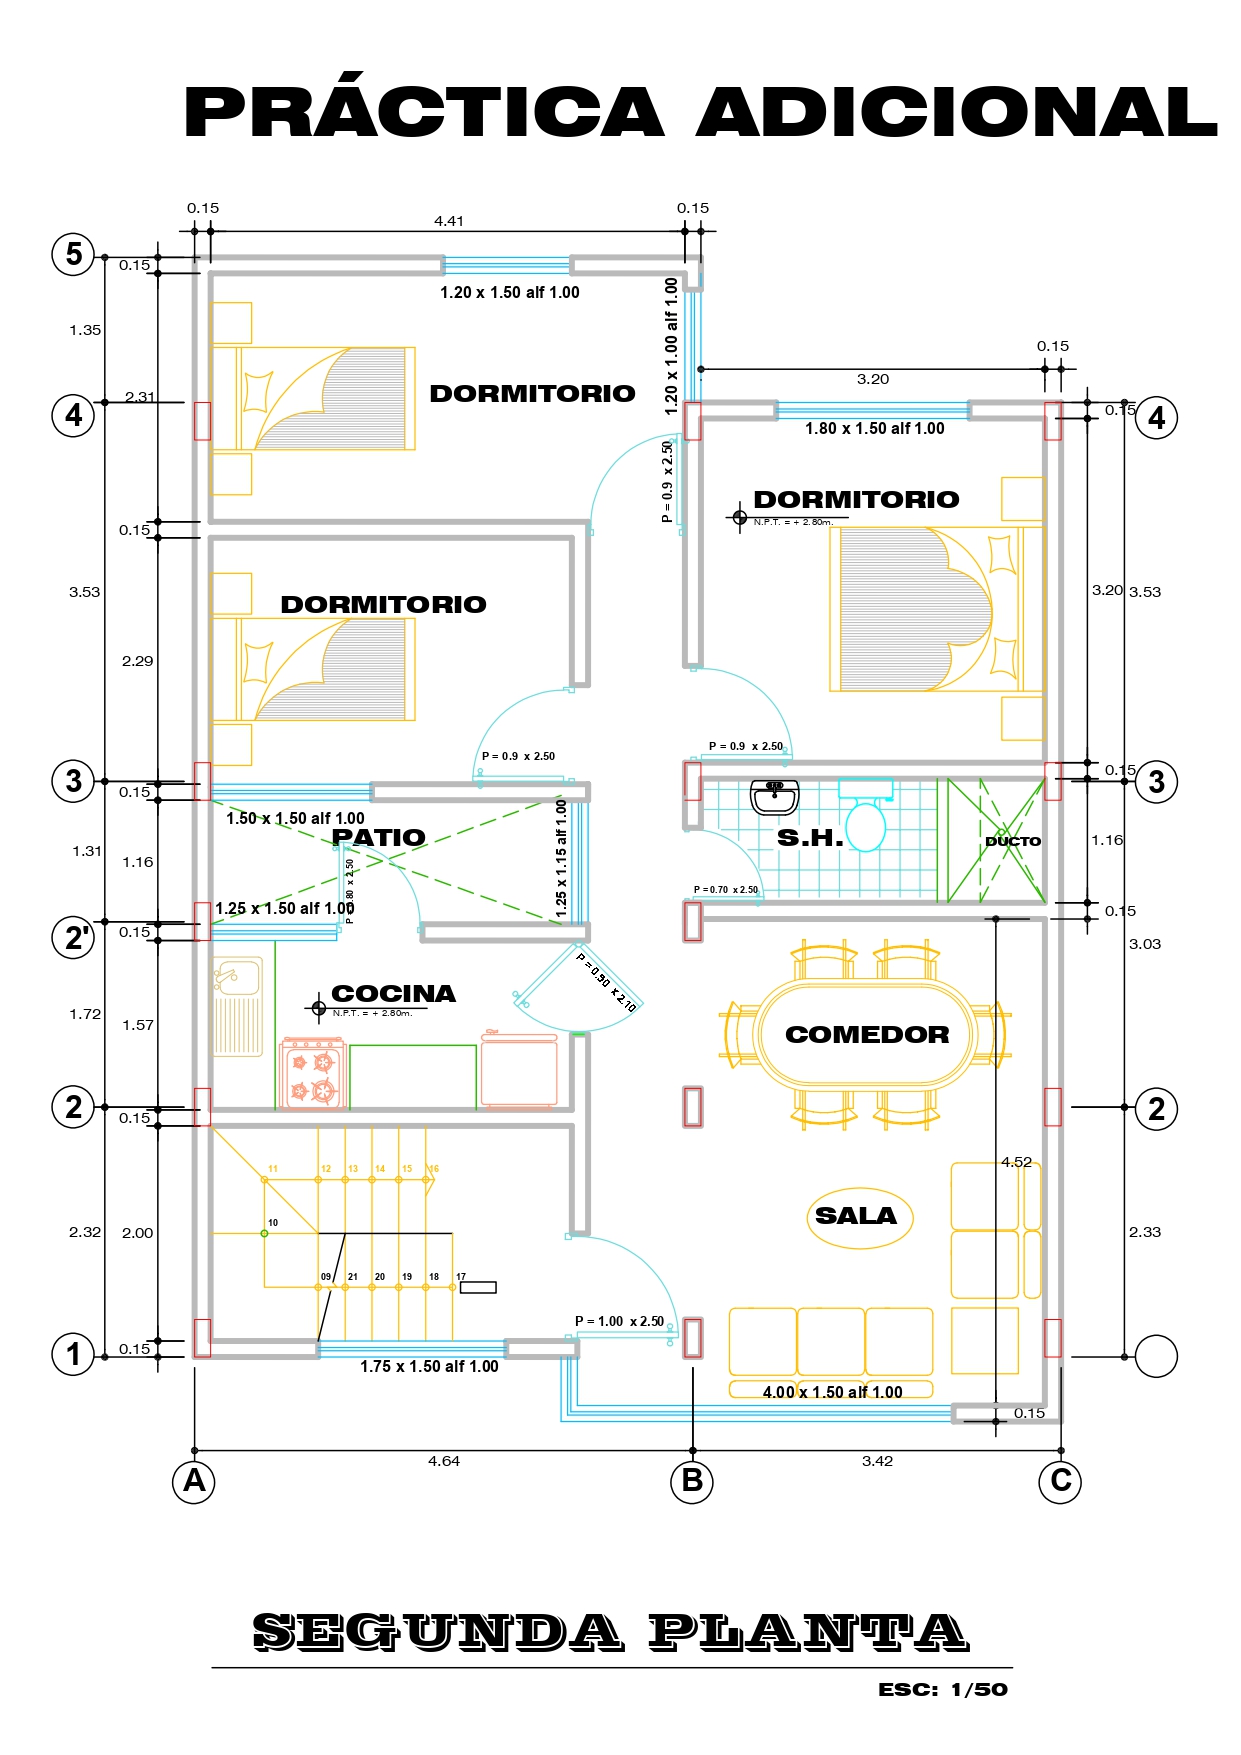 PRÁCTICA ADICIONAL
0.15
4.41
0.15
5
0.15
1.20 x 1.50 alf 1.00
1.20 x 1.00 alf 1.00
1.35
0.15
3.20
2.31
DORMITORIO
4
0.15
4
1.80 x 1.50 alf 1.00
P = 0.9 x 2.50
DORMITORIO
N.P.T. = + 2.80m.
0.15
3.53
DORMITORIO
3.20
3.53
2.29
P = 0.9 x 2.50
P = 0.9 x 2.50
3
0.15
0.15
3
1.50 x 1.50 alf 1.00
PATIO
1.25 x 1.15 alf 1.00
S.H.
DUCTO
1.31
1.16
1.16
P = 0.80 x 2.50
P = 0.70 x 2.50
1.25 x 1.50 alf 1.00
0.15
2'
0.15
3.03
P = 0.90 x 2.10
COCINA
N.P.T. = + 2.80m.
1.72
1.57
COMEDOR
2
0.15
2
4.52
11
12
13
14
15
16
10
SALA
2.32
2.00
2.33
09
21
20
19
18
17
P = 1.00 x 2.50
1
0.15
1.75 x 1.50 alf 1.00
4.00 x 1.50 alf 1.00
0.15
4.64
3.42
A
B
C
SEGUNDA PLANTA
ESC: 1/50